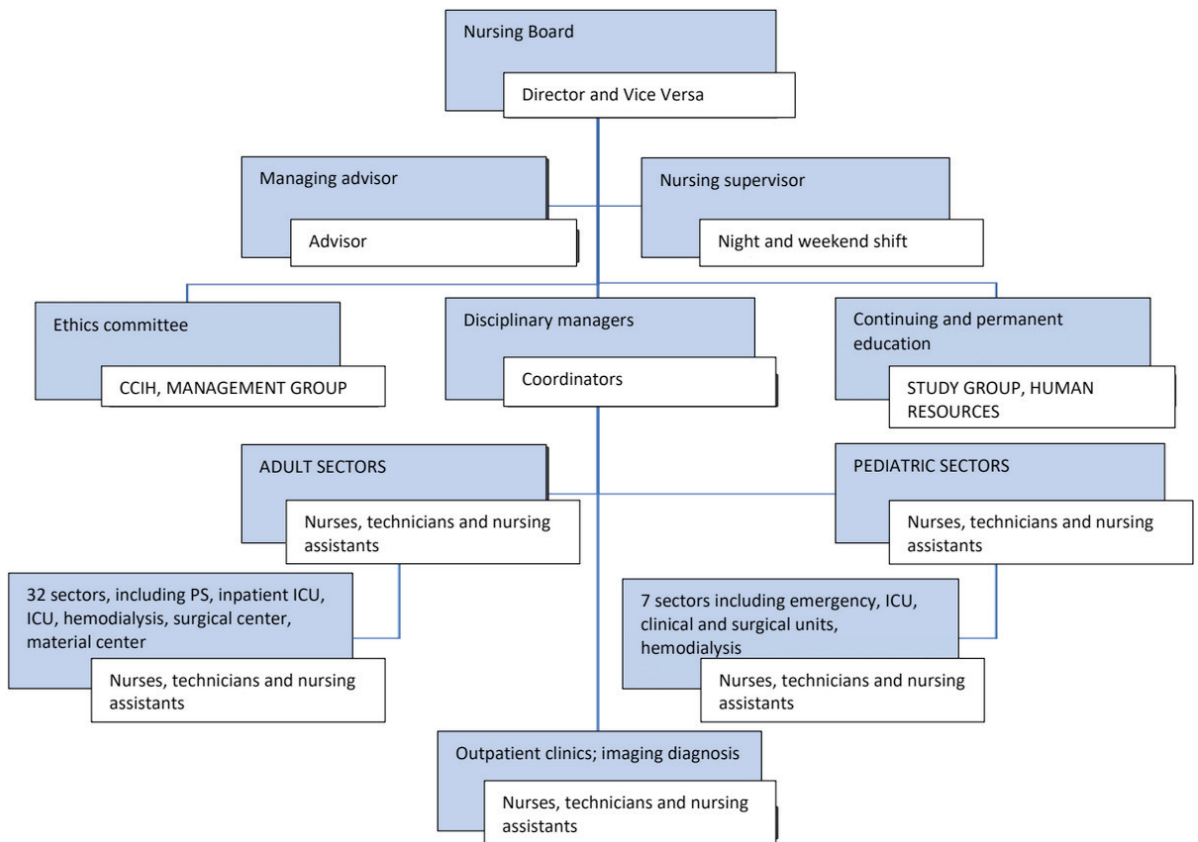 Nursing Board
Director and Vice Versa
Managing advisor
Advisor
Nursing supervisor
Night and weekend shift
Ethics committee
CCIH, MANAGEMENT GROUP
Disciplinary managers
Coordinators
Continuing and permanent
education
STUDY GROUP, HUMAN
RESOURCES
ADULT SECTORS
Nurses, technicians and nursing
assistants
PEDIATRIC SECTORS
Nurses, technicians and nursing
assistants
32 sectors, including PS, inpatient ICU,
ICU, hemodialysis, surgical center,
material center
Nurses, technicians and nursing
assistants
7 sectors including emergency, ICU,
clinical and surgical units,
hemodialysis
Nurses, technicians and nursing
assistants
Outpatient clinics; imaging diagnosis
Nurses, technicians and nursing
assistants